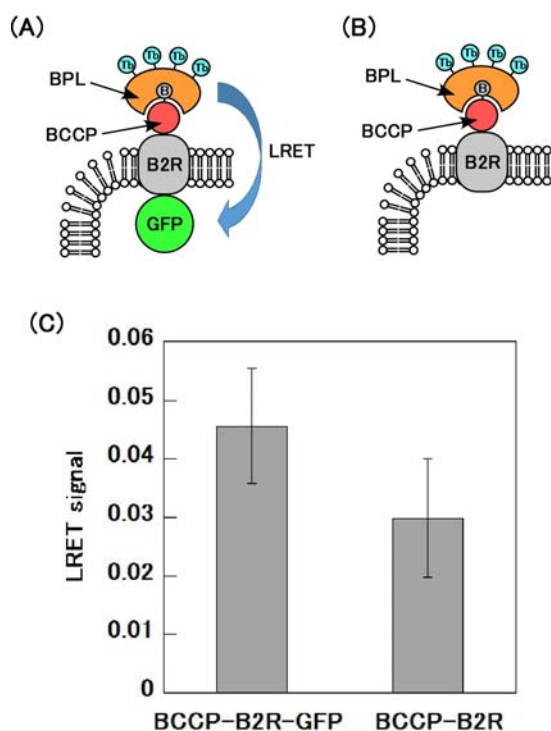 (A)
Tb Tb Tb Tb
BPL
B
BCCP
B2R
LRET
GFP
(B)
Tb Tb Tb Tb
BPL
B
BCCP
B2R
(C)
0.06
0.05
0.04
0.03
0.02
0.01
0
LRET signal
BCCP-B2R-GFP BCCP-B2R